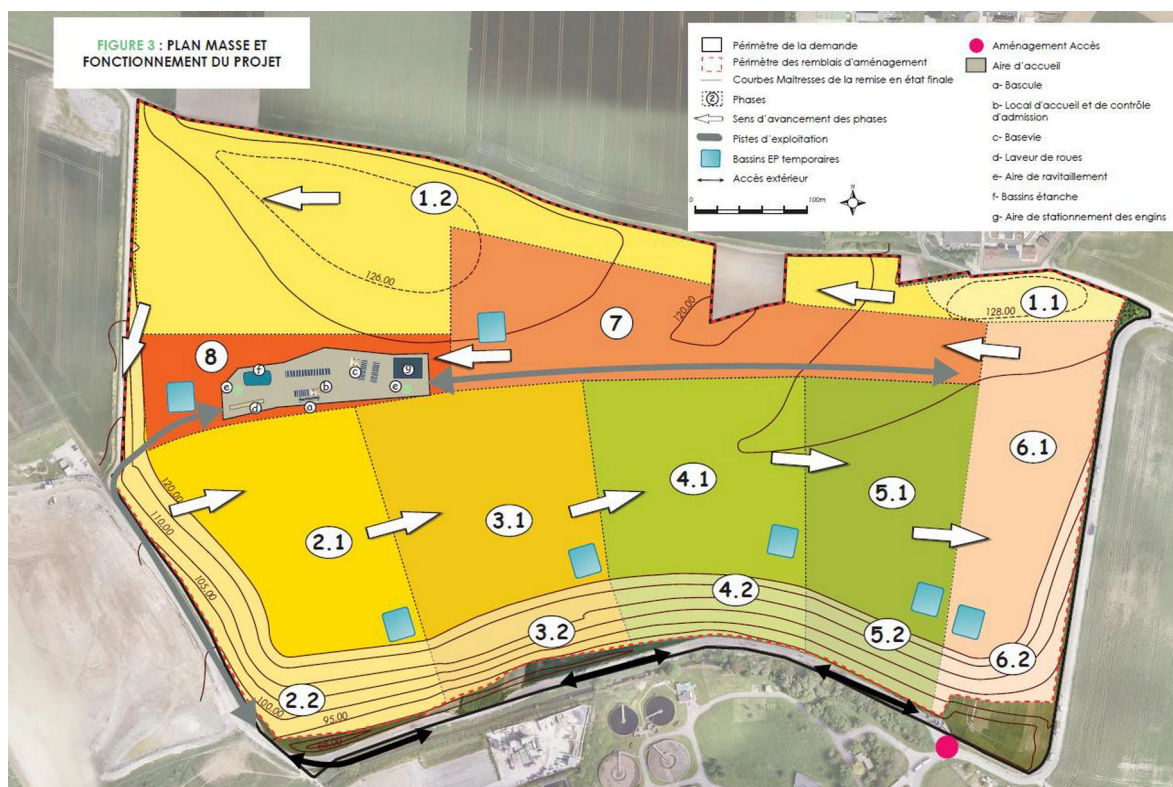 FIGURE 3 : PLAN MASSE ET
FONCTIONNEMENT DU PROJET
Périmètre de la demande
Périmètre des remblais d'aménagement
Courbes Maitresses de la remise en état finale
2
Phases
Sens d'avancement des phases
Pistes d'exploitation
Bassins EP temporaires
Accès extérieur
0
100m
N
Aménagement Accès
Aire d'accueil
a- Bascule
b- Local d'accueil et de contrôle
d'admission
c- Basevie
d- Laveur de roues
e- Aire de ravitaillement
f- Bassins étanche
g- Aire de stationnement des engins
1.2
126.00
1.1
128.00
120.00
7
8
f
c
g
e
b
e
d
a
6.1
4.1
5.1
3.1
2.1
120.00
110.00
105.00
4.2
3.2
5.2
6.2
2.2
100.00
95.00
88.00